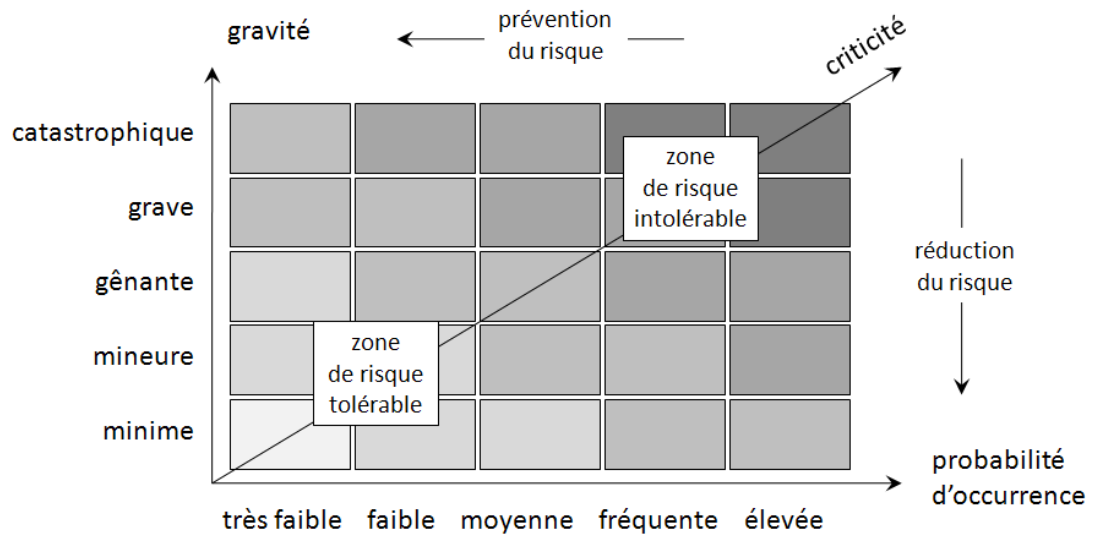 gravité
prévention
du risque
criticité
catastrophique
grave
gênante
mineure
minime
zone
de risque
intolérable
zone
de risque
tolérable
réduction
du risque
probabilité
d'occurrence
très faible faible moyenne fréquente élevée